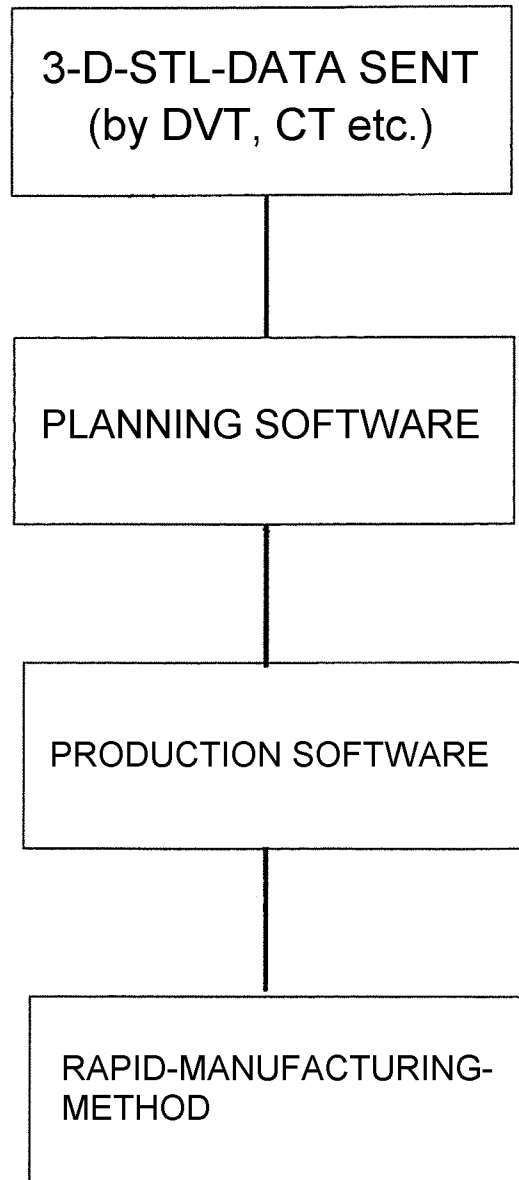 3-D-STL-DATA SENT
(by DVT, CT etc.)
PLANNING SOFTWARE
PRODUCTION SOFTWARE
RAPID-MANUFACTURING-
METHOD